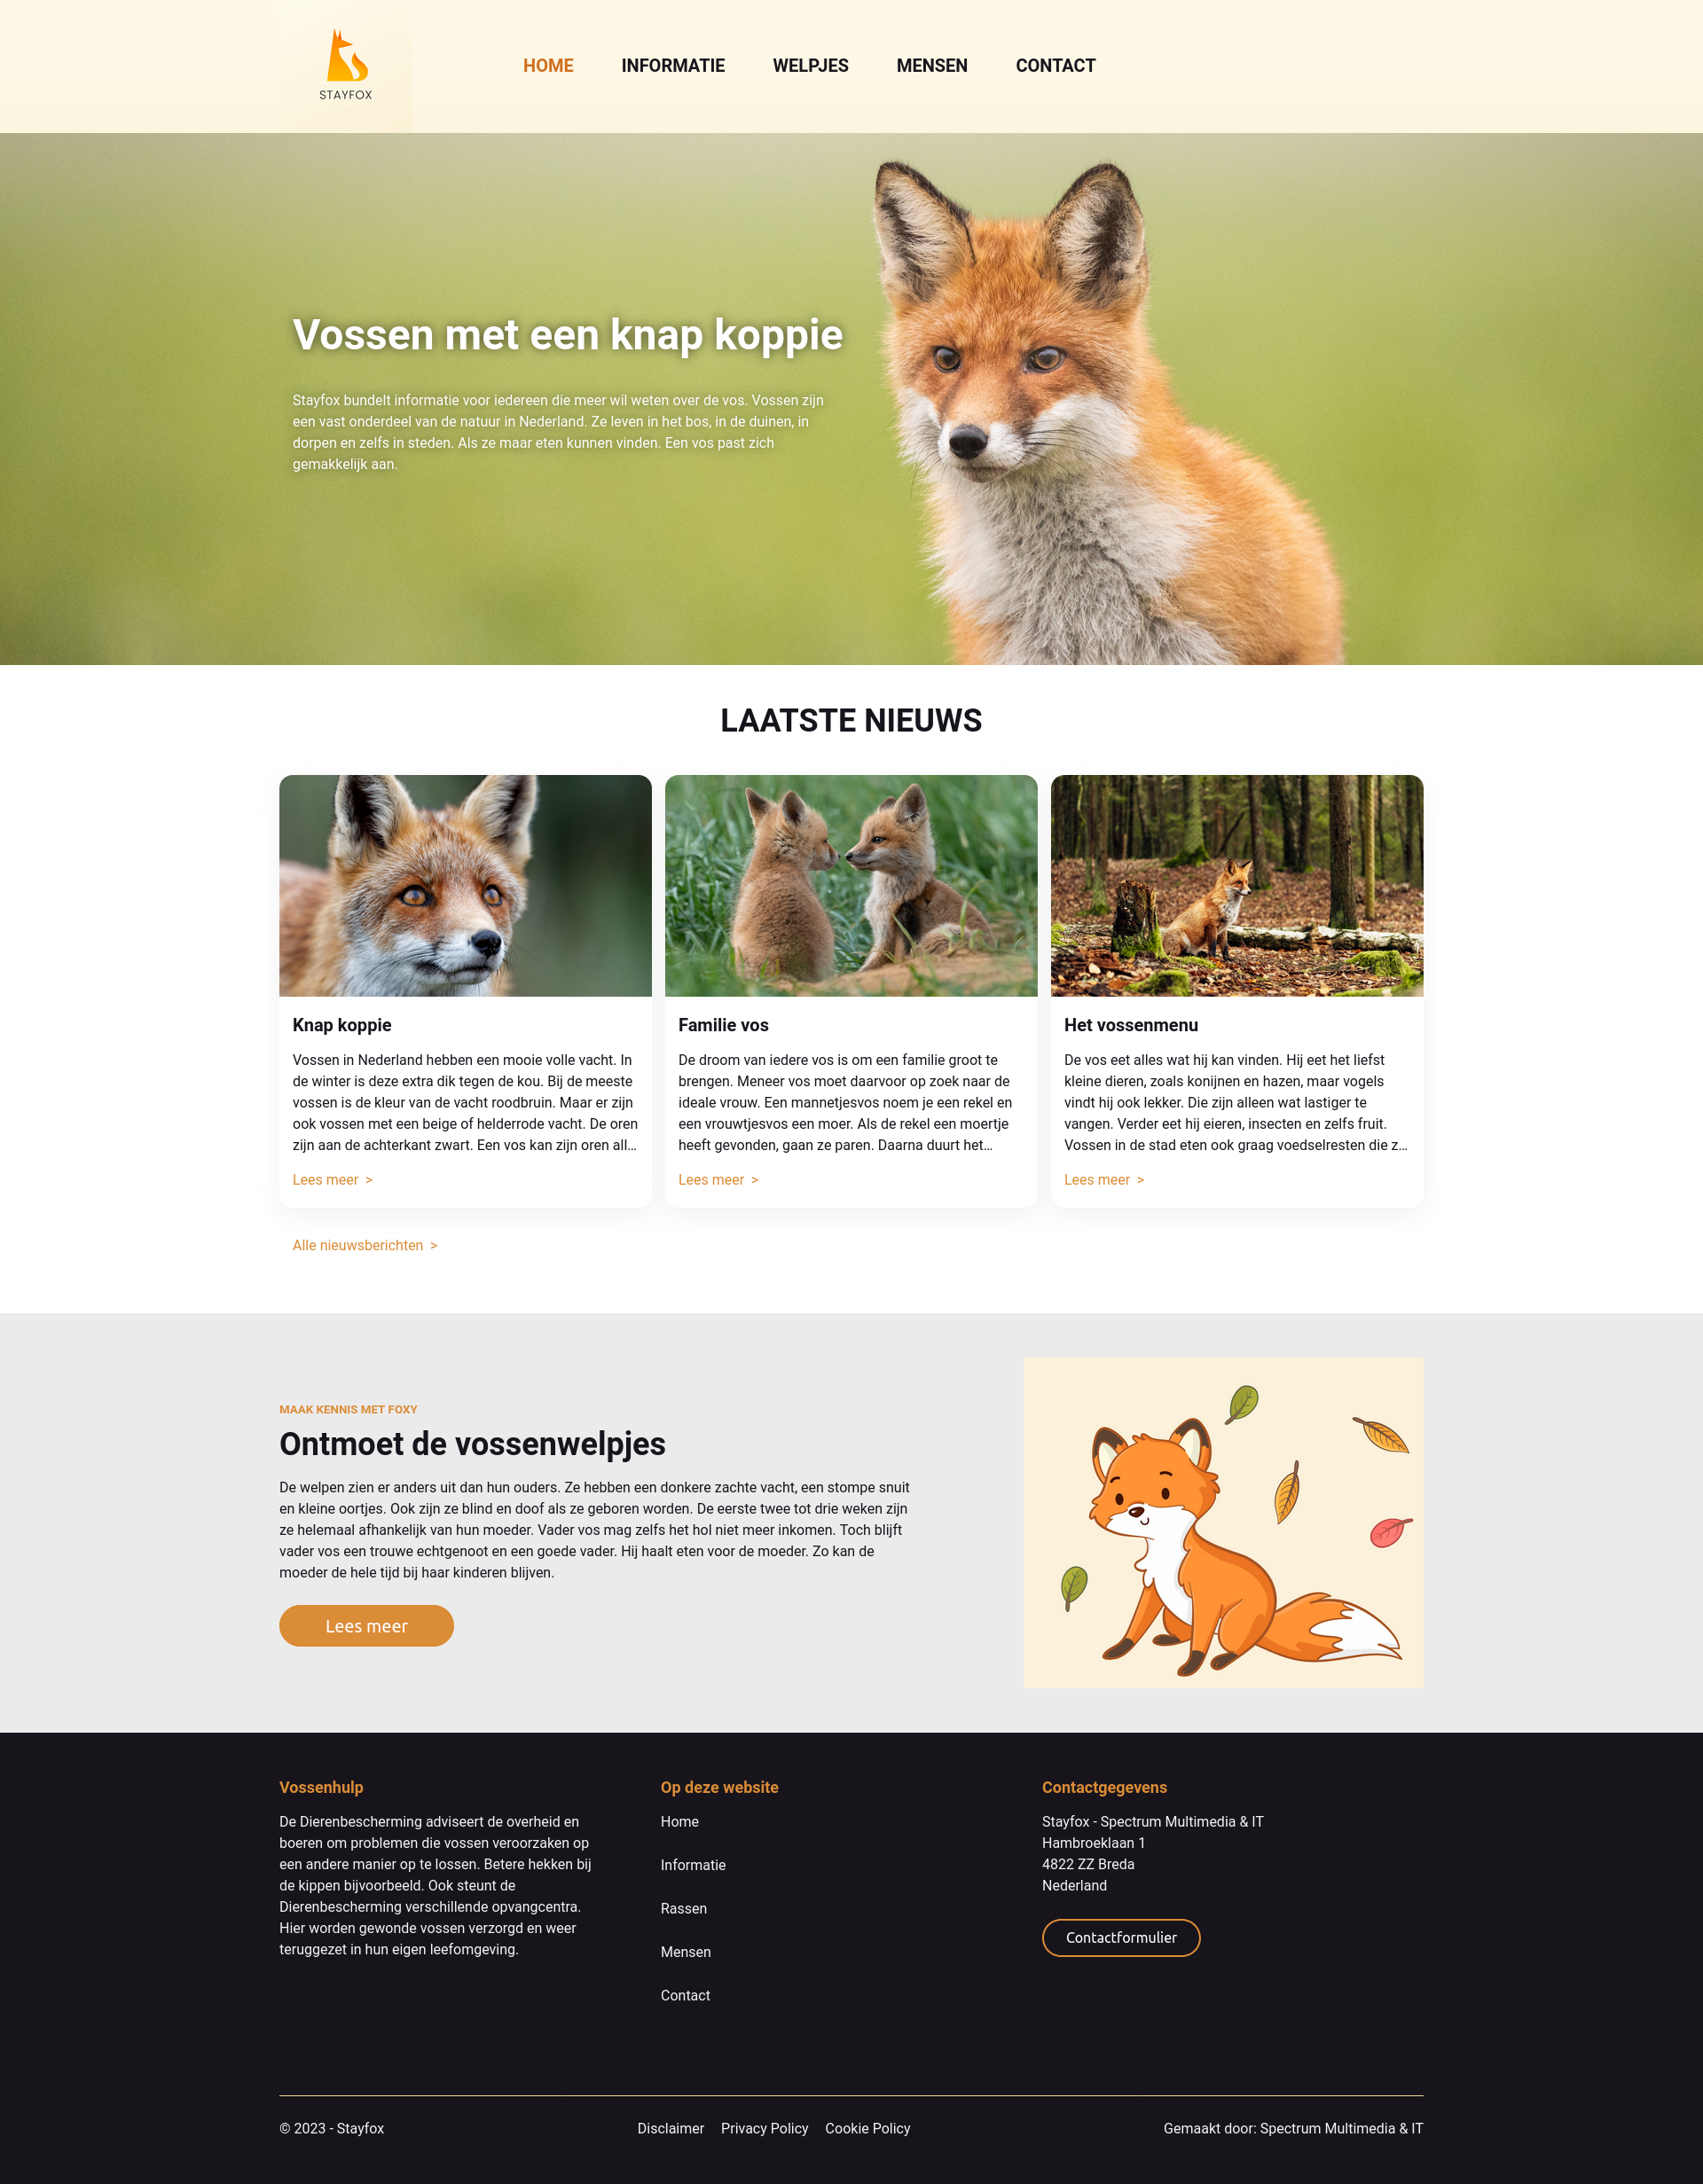 STAYFOX
HOME INFORMATIE WELPJES MENSEN CONTACT
Vossen met een knap koppie
Stayfox bundelt informatie voor iedereen die meer wil weten over de vos. Vossen zijn
een vast onderdeel van de natuur in Nederland. Ze leven in het bos, in de duinen, in
dorpen en zelfs in steden. Als ze maar eten kunnen vinden. Een vos past zich
gemakkelijk aan.
LAATSTE NIEUWS
Knap koppie
Vossen in Nederland hebben een mooie volle vacht. In
de winter is deze extra dik tegen de kou. Bij de meeste
vossen is de kleur van de vacht roodbruin. Maar er zijn
ook vossen met een beige of helderrode vacht. De oren
zijn aan de achterkant zwart. Een vos kan zijn oren all…
Lees meer >
Familie vos
De droom van iedere vos is om een familie groot te
brengen. Meneer vos moet daarvoor op zoek naar de
ideale vrouw. Een mannetjesvos noem je een rekel en
een vrouwtjesvos een moer. Als de rekel een moertje
heeft gevonden, gaan ze paren. Daarna duurt het…
Lees meer >
Het vossenmenu
De vos eet alles wat hij kan vinden. Hij eet het liefst
kleine dieren, zoals konijnen en hazen, maar vogels
vindt hij ook lekker. Die zijn alleen wat lastiger te
vangen. Verder eet hij eieren, insecten en zelfs fruit.
Vossen in de stad eten ook graag voedselresten die z…
Lees meer >
Alle nieuwsberichten >
MAAK KENNIS MET FOXY
Ontmoet de vossenwelpjes
De welpen zien er anders uit dan hun ouders. Ze hebben een donkere zachte vacht, een stompe snuit
en kleine oortjes. Ook zijn ze blind en doof als ze geboren worden. De eerste twee tot drie weken zijn
ze helemaal afhankelijk van hun moeder. Vader vos mag zelfs het hol niet meer inkomen. Toch blijft
vader vos een trouwe echtgenoot en een goede vader. Hij haalt eten voor de moeder. Zo kan de
moeder de hele tijd bij haar kinderen blijven.
Lees meer
Vossenhulp
De Dierenbescherming adviseert de overheid en
boeren om problemen die vossen veroorzaken op
een andere manier op te lossen. Betere hekken bij
de kippen bijvoorbeeld. Ook steunt de
Dierenbescherming verschillende opvangcentra.
Hier worden gewonde vossen verzorgd en weer
teruggezet in hun eigen leefomgeving.
Op deze website
Home
Informatie
Rassen
Mensen
Contact
Contactgegevens
Stayfox - Spectrum Multimedia & IT
Hambroeklaan 1
4822 ZZ Breda
Nederland
Contactformulier
© 2023 - Stayfox
Disclaimer Privacy Policy Cookie Policy
Gemaakt door: Spectrum Multimedia & IT